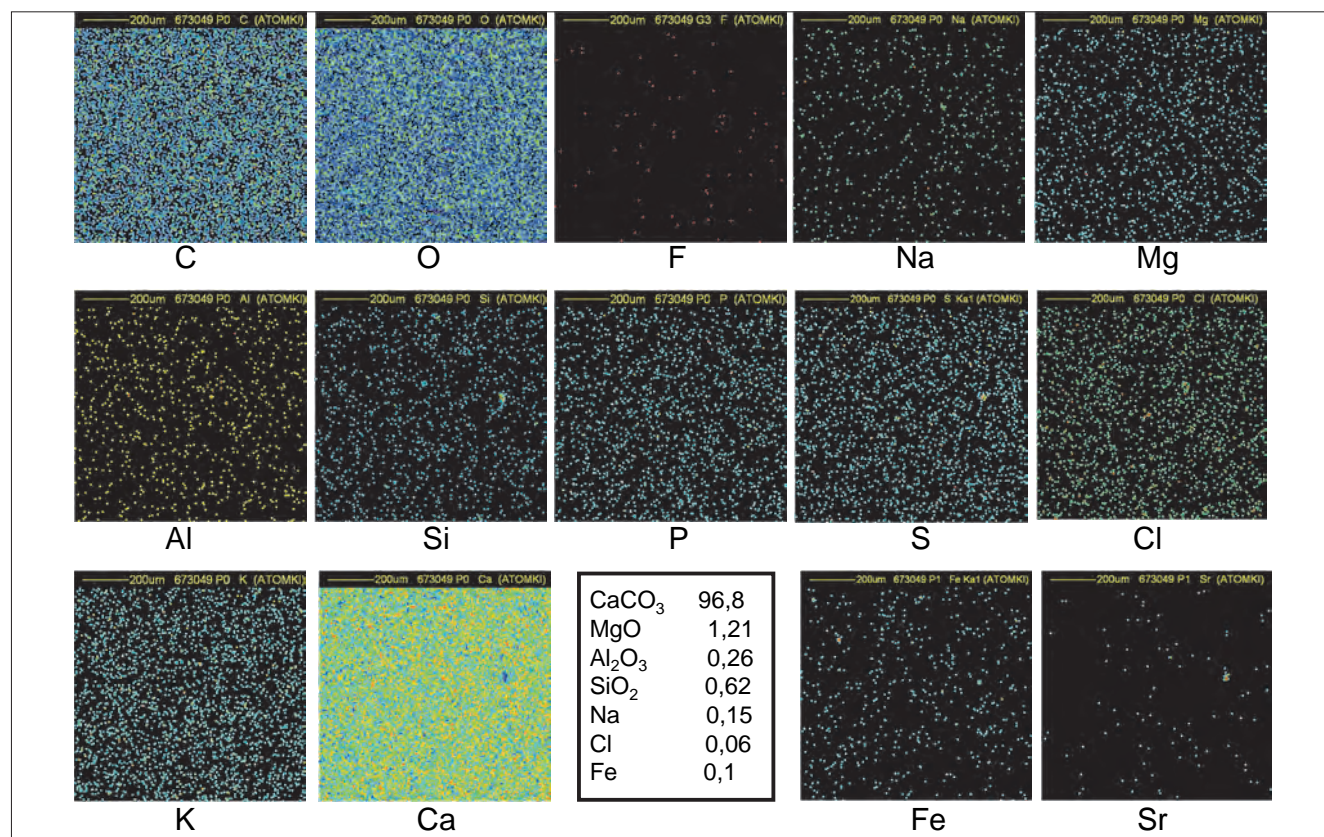 200um 673049 P0 C (ATOMKI)
200um 673049 P0 O (ATOMKI)
200um 673049 G3 F (ATOMKI)
200um 673049 P0 Na (ATOMKI)
200um 673049 P0 Mg (ATOMKI)
C
O
F
Na
Mg
200um 673049 P0 Al (ATOMKI)
200um 673049 P0 Si (ATOMKI)
200um 673049 P0 P (ATOMKI)
200um 673049 P0 S Ka1 (ATOMKI)
200um 673049 P0 Cl (ATOMKI)
Al
Si
P
S
Cl
200um 673049 P0 K (ATOMKI)
200um 673049 P0 Ca (ATOMKI)
CaCO₃ 96,8
MgO 1,21
Al₂O₃ 0,26
SiO₂ 0,62
Na 0,15
Cl 0,06
Fe 0,1
200um 673049 P1 Fe Ka1 (ATOMKI)
200um 673049 P1 Sr (ATOMKI)
K
Ca
Fe
Sr